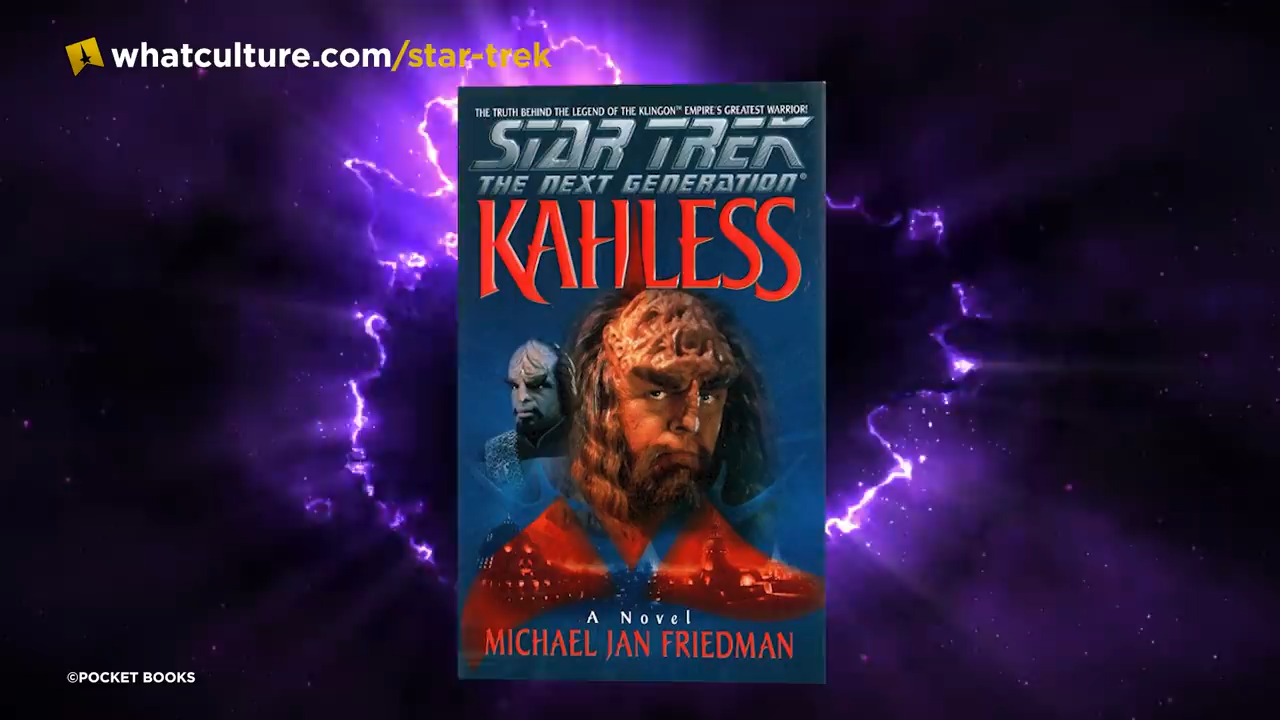 whatculture.com/star-trek
THE TRUTH BEHIND THE LEGEND OF THE KLINGON™ EMPIRE'S GREATEST WARRIOR!
STAR TREK
THE NEXT GENERATION®
KAHLESS
A Novel
MICHAEL JAN FRIEDMAN
©POCKET BOOKS